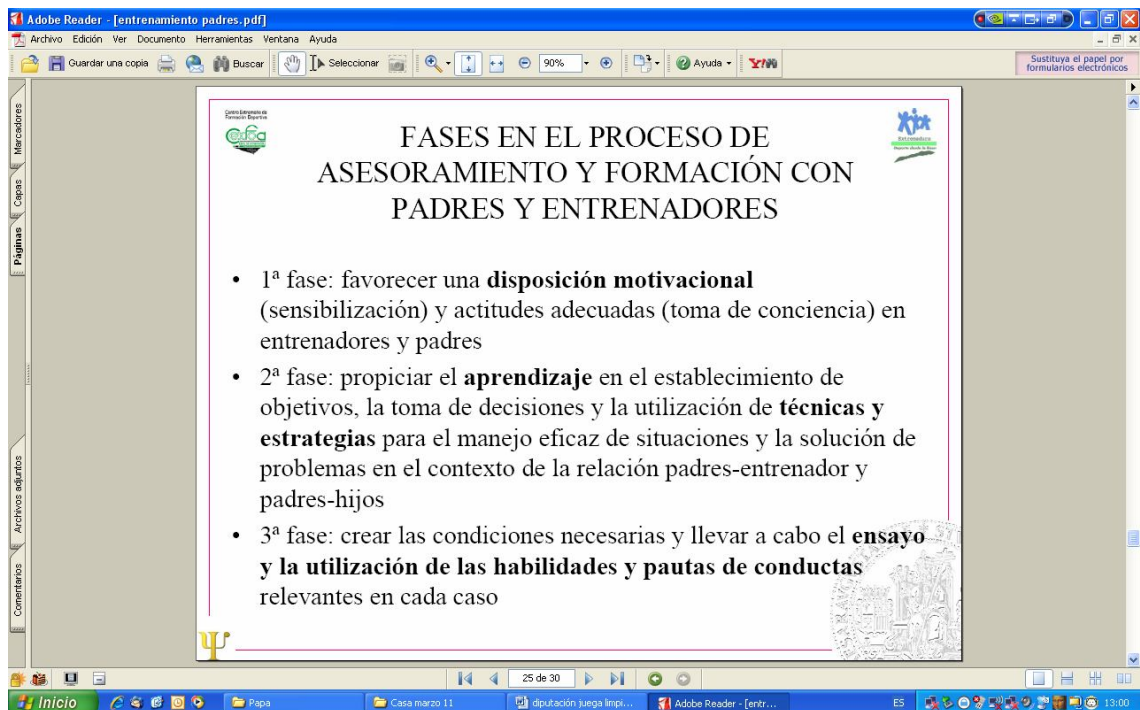 Adobe Reader - [entrenamiento padres.pdf]
Archivo Edición Ver Documento Herramientas Ventana Ayuda
Guardar una copia Buscar Seleccionar 90% Ayuda Y! Sustituya el papel por
formularios electrónicos
Marcadores
Capas
Páginas
Archivos adjuntos
Comentarios
Centro Extremeño de
Formación Deportiva
Extremadura
FASES EN EL PROCESO DE
ASESORAMIENTO Y FORMACIÓN CON
PADRES Y ENTRENADORES
• 1ª fase: favorecer una disposición motivacional
(sensibilización) y actitudes adecuadas (toma de conciencia) en
entrenadores y padres
• 2ª fase: propiciar el aprendizaje en el establecimiento de
objetivos, la toma de decisiones y la utilización de técnicas y
estrategias para el manejo eficaz de situaciones y la solución de
problemas en el contexto de la relación padres-entrenador y
padres-hijos
• 3ª fase: crear las condiciones necesarias y llevar a cabo el ensayo
y la utilización de las habilidades y pautas de conductas
relevantes en cada caso
Ψ
25 de 30
Inicio Papa Casa marzo 11 diputación juega limpi... Adobe Reader - [entr... ES 13:00